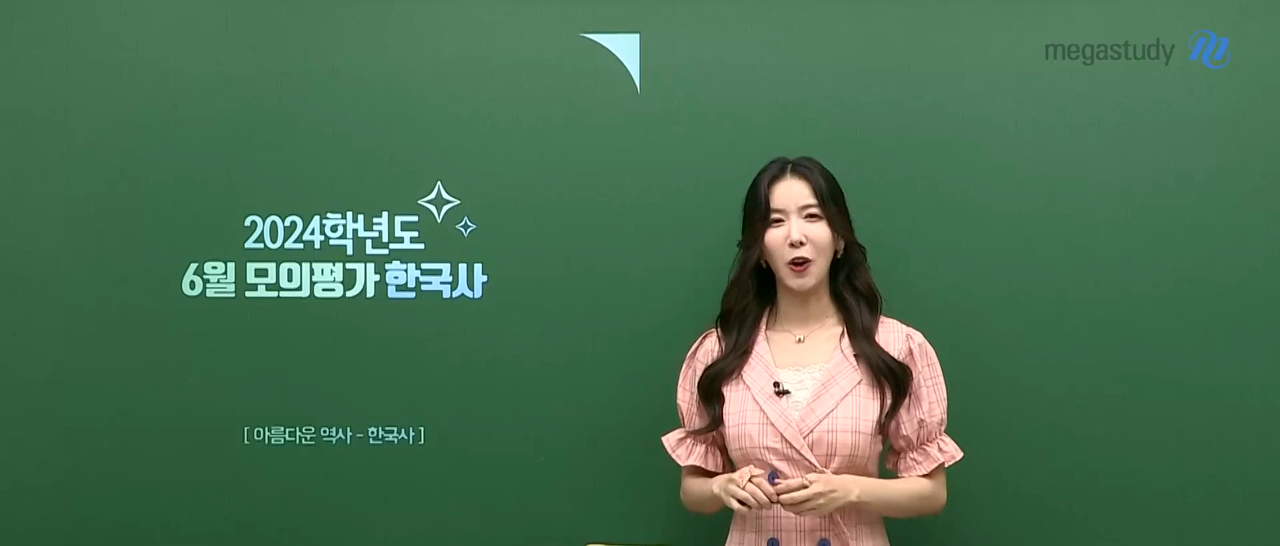 megastudy
2024학년도
6월 모의평가 한국사
[ 아름다운 역사 - 한국사 ]